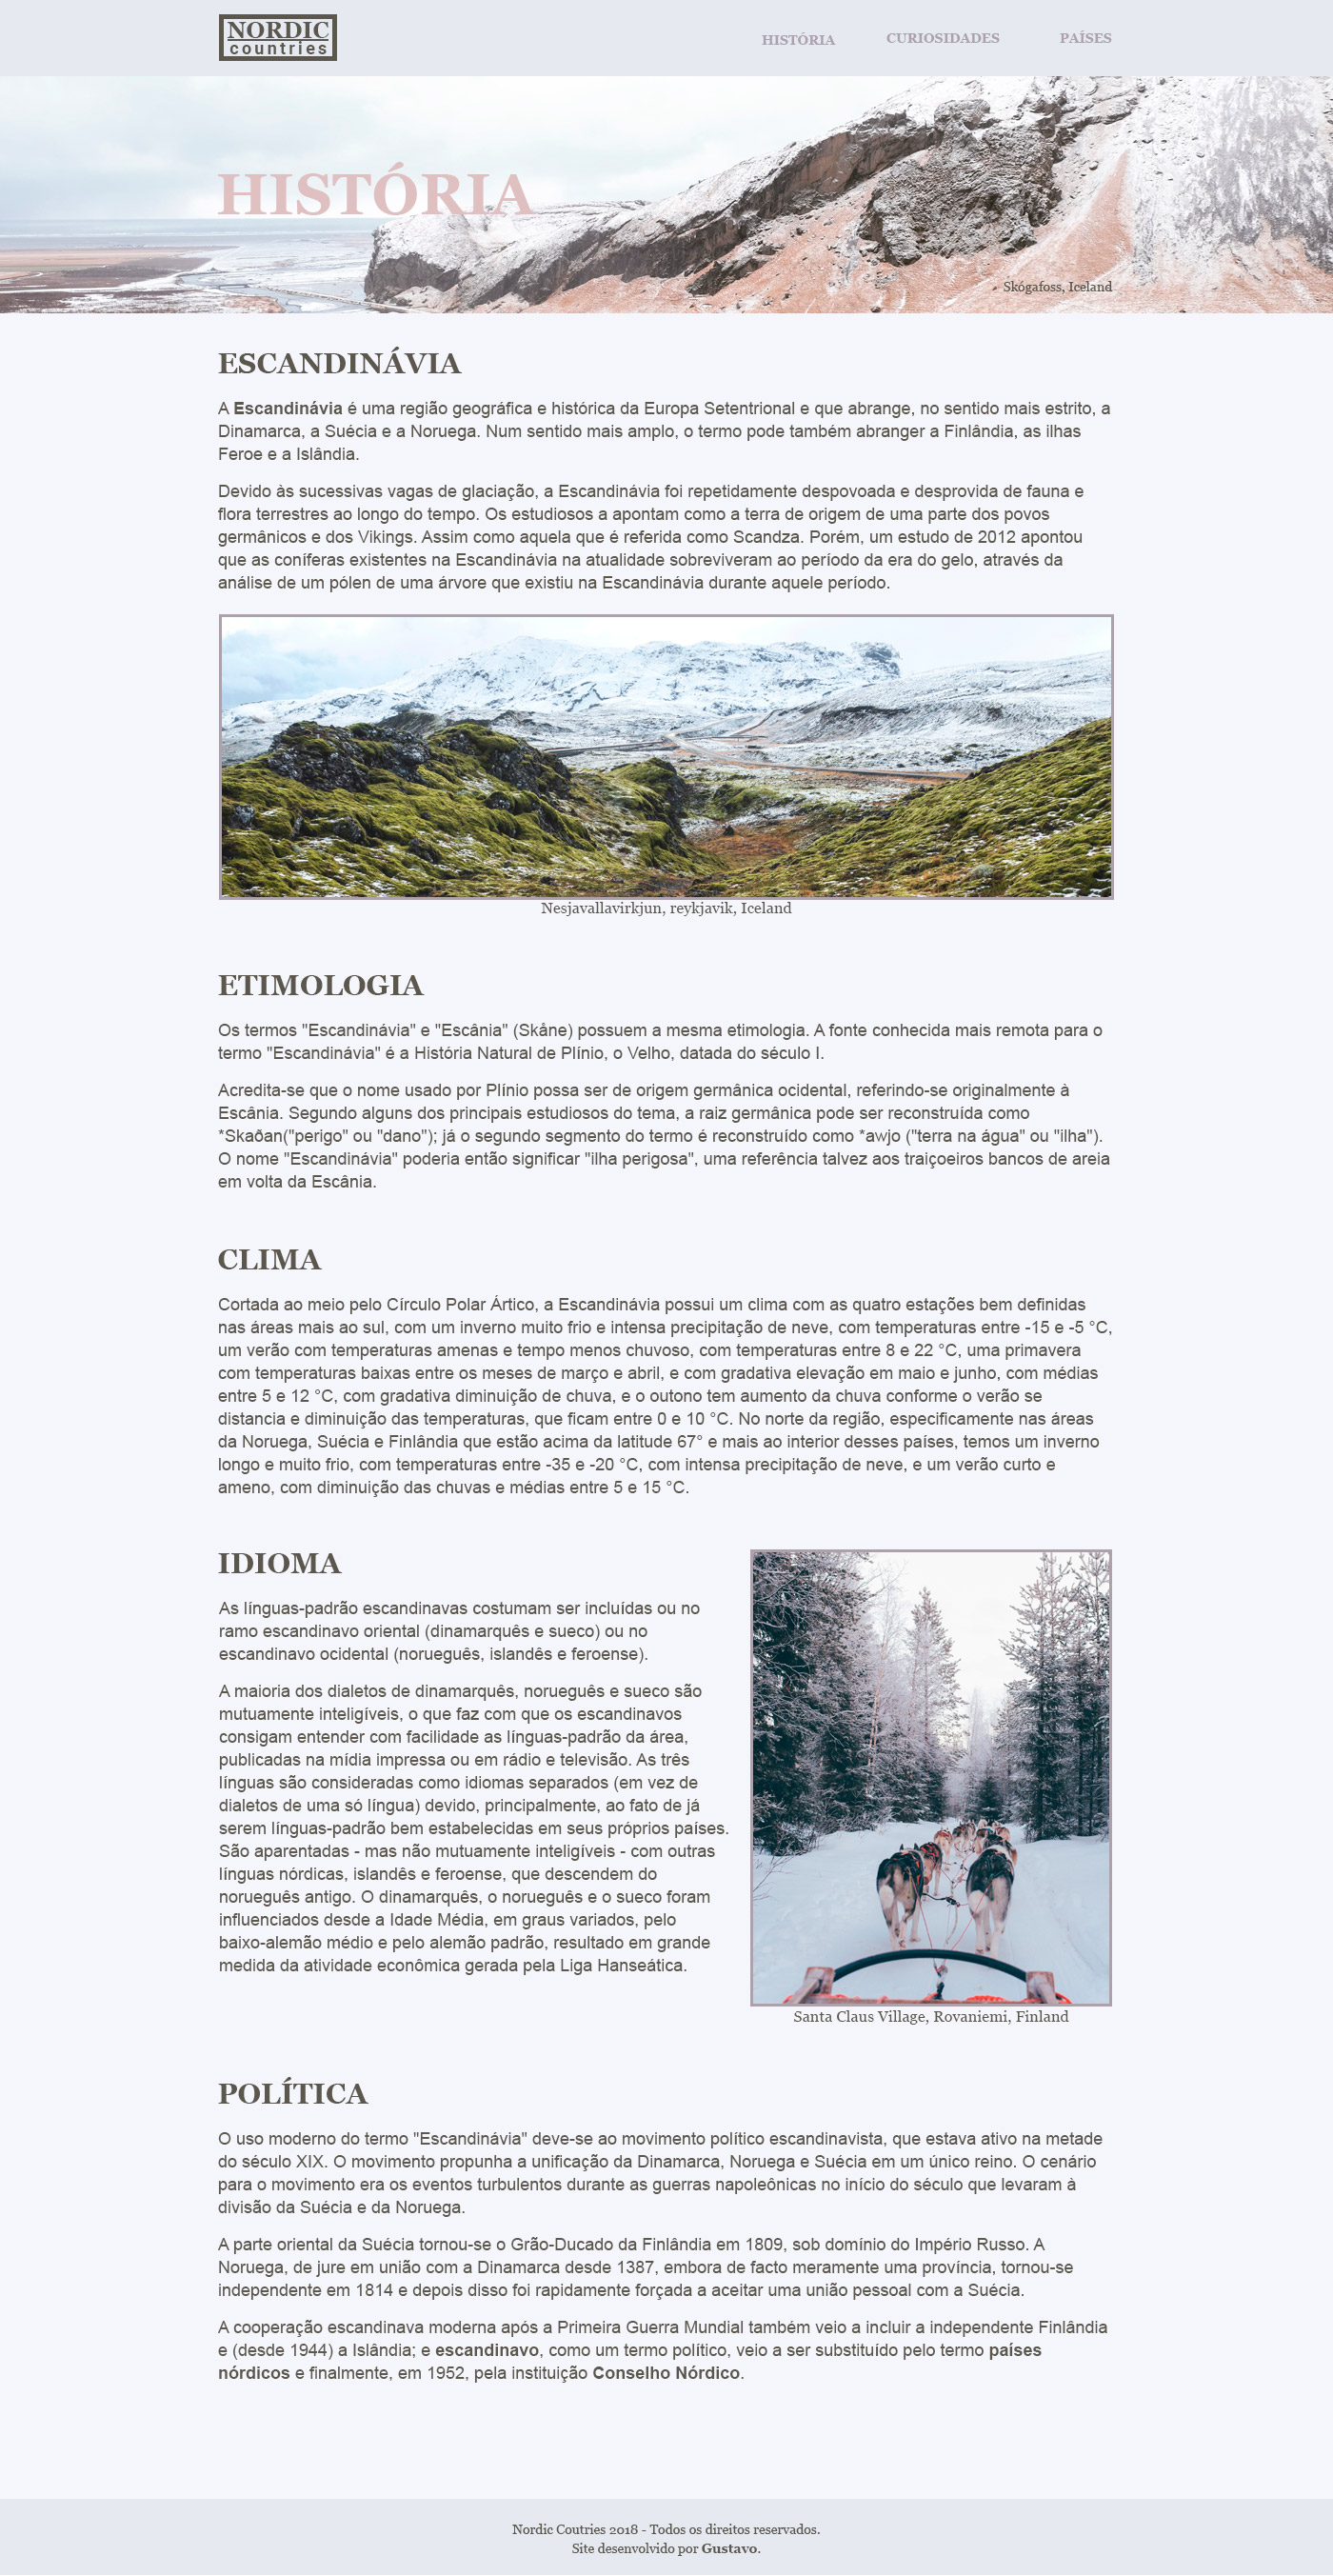 NORDIC
countries
HISTÓRIA
CURIOSIDADES
PAÍSES
HISTÓRIA
Skógafoss, Iceland
ESCANDINÁVIA
A Escandinávia é uma região geográfica e histórica da Europa Setentrional e que abrange, no sentido mais estrito, a
Dinamarca, a Suécia e a Noruega. Num sentido mais amplo, o termo pode também abranger a Finlândia, as ilhas
Feroe e a Islândia.
Devido às sucessivas vagas de glaciação, a Escandinávia foi repetidamente despovoada e desprovida de fauna e
flora terrestres ao longo do tempo. Os estudiosos a apontam como a terra de origem de uma parte dos povos
germânicos e dos Vikings. Assim como aquela que é referida como Scandza. Porém, um estudo de 2012 apontou
que as coníferas existentes na Escandinávia na atualidade sobreviveram ao período da era do gelo, através da
análise de um pólen de uma árvore que existiu na Escandinávia durante aquele período.
Nesjavallavirkjun, reykjavik, Iceland
ETIMOLOGIA
Os termos "Escandinávia" e "Escânia" (Skåne) possuem a mesma etimologia. A fonte conhecida mais remota para o
termo "Escandinávia" é a História Natural de Plínio, o Velho, datada do século I.
Acredita-se que o nome usado por Plínio possa ser de origem germânica ocidental, referindo-se originalmente à
Escânia. Segundo alguns dos principais estudiosos do tema, a raiz germânica pode ser reconstruída como
*Skaðan("perigo" ou "dano"); já o segundo segmento do termo é reconstruído como *awjo ("terra na água" ou "ilha").
O nome "Escandinávia" poderia então significar "ilha perigosa", uma referência talvez aos traiçoeiros bancos de areia
em volta da Escânia.
CLIMA
Cortada ao meio pelo Círculo Polar Ártico, a Escandinávia possui um clima com as quatro estações bem definidas
nas áreas mais ao sul, com um inverno muito frio e intensa precipitação de neve, com temperaturas entre -15 e -5 °C,
um verão com temperaturas amenas e tempo menos chuvoso, com temperaturas entre 8 e 22 °C, uma primavera
com temperaturas baixas entre os meses de março e abril, e com gradativa elevação em maio e junho, com médias
entre 5 e 12 °C, com gradativa diminuição de chuva, e o outono tem aumento da chuva conforme o verão se
distancia e diminuição das temperaturas, que ficam entre 0 e 10 °C. No norte da região, especificamente nas áreas
da Noruega, Suécia e Finlândia que estão acima da latitude 67° e mais ao interior desses países, temos um inverno
longo e muito frio, com temperaturas entre -35 e -20 °C, com intensa precipitação de neve, e um verão curto e
ameno, com diminuição das chuvas e médias entre 5 e 15 °C.
IDIOMA
As línguas-padrão escandinavas costumam ser incluídas ou no
ramo escandinavo oriental (dinamarquês e sueco) ou no
escandinavo ocidental (norueguês, islandês e feroense).
A maioria dos dialetos de dinamarquês, norueguês e sueco são
mutuamente inteligíveis, o que faz com que os escandinavos
consigam entender com facilidade as línguas-padrão da área,
publicadas na mídia impressa ou em rádio e televisão. As três
línguas são consideradas como idiomas separados (em vez de
dialetos de uma só língua) devido, principalmente, ao fato de já
serem línguas-padrão bem estabelecidas em seus próprios países.
São aparentadas - mas não mutuamente inteligíveis - com outras
línguas nórdicas, islandês e feroense, que descendem do
norueguês antigo. O dinamarquês, o norueguês e o sueco foram
influenciados desde a Idade Média, em graus variados, pelo
baixo-alemão médio e pelo alemão padrão, resultado em grande
medida da atividade econômica gerada pela Liga Hanseática.
Santa Claus Village, Rovaniemi, Finland
POLÍTICA
O uso moderno do termo "Escandinávia" deve-se ao movimento político escandinavista, que estava ativo na metade
do século XIX. O movimento propunha a unificação da Dinamarca, Noruega e Suécia em um único reino. O cenário
para o movimento era os eventos turbulentos durante as guerras napoleônicas no início do século que levaram à
divisão da Suécia e da Noruega.
A parte oriental da Suécia tornou-se o Grão-Ducado da Finlândia em 1809, sob domínio do Império Russo. A
Noruega, de jure em união com a Dinamarca desde 1387, embora de facto meramente uma província, tornou-se
independente em 1814 e depois disso foi rapidamente forçada a aceitar uma união pessoal com a Suécia.
A cooperação escandinava moderna após a Primeira Guerra Mundial também veio a incluir a independente Finlândia
e (desde 1944) a Islândia; e escandinavo, como um termo político, veio a ser substituído pelo termo países
nórdicos e finalmente, em 1952, pela instituição Conselho Nórdico.
Nordic Coutries 2018 - Todos os direitos reservados.
Site desenvolvido por Gustavo.